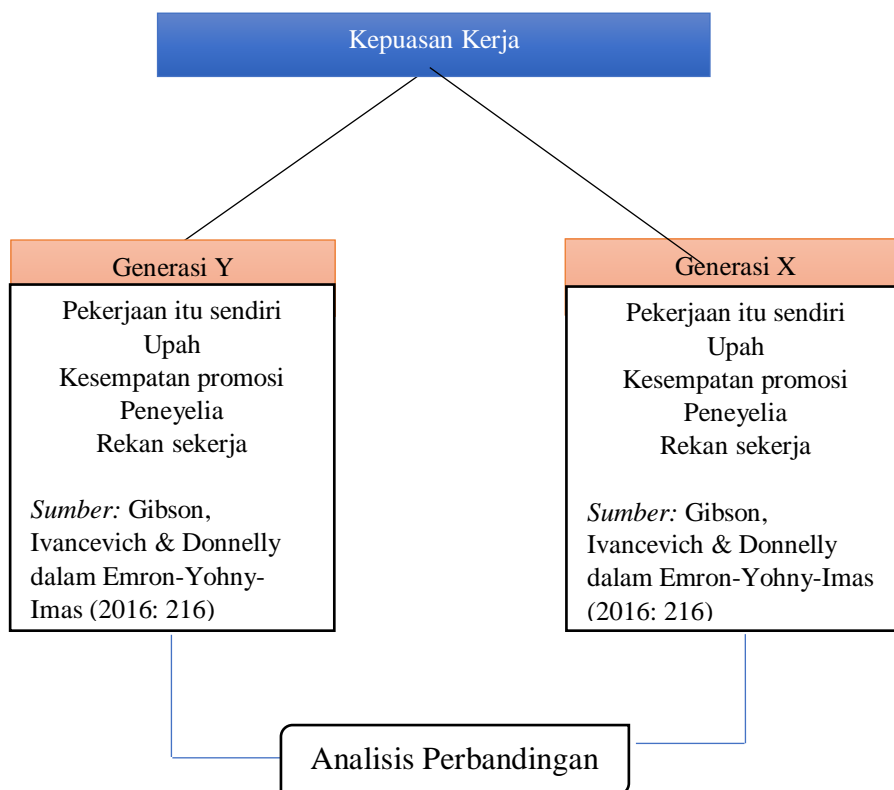 Kepuasan Kerja
Generasi Y
Pekerjaan itu sendiri
Upah
Kesempatan promosi
Peneyelia
Rekan sekerja
Sumber: Gibson,
Ivancevich & Donnelly
dalam Emron-Yohny-
Imas (2016: 216)
Generasi X
Pekerjaan itu sendiri
Upah
Kesempatan promosi
Peneyelia
Rekan sekerja
Sumber: Gibson,
Ivancevich & Donnelly
dalam Emron-Yohny-Imas
(2016: 216)
Analisis Perbandingan